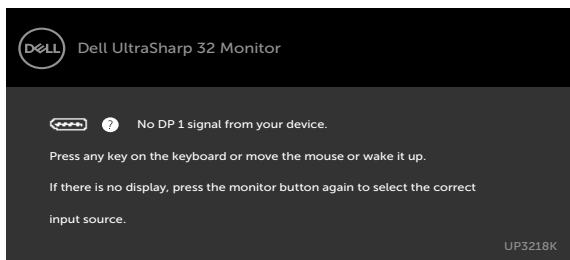 DELL Dell UltraSharp 32 Monitor
? No DP 1 signal from your device.
Press any key on the keyboard or move the mouse or wake it up.
If there is no display, press the monitor button again to select the correct
input source.
UP3218K